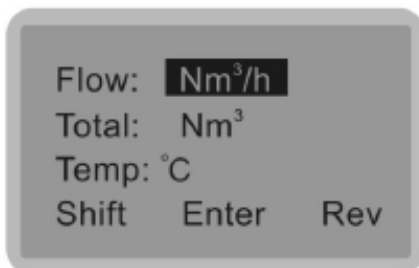 Flow: Nm³/h
Total: Nm³
Temp: °C
Shift Enter Rev